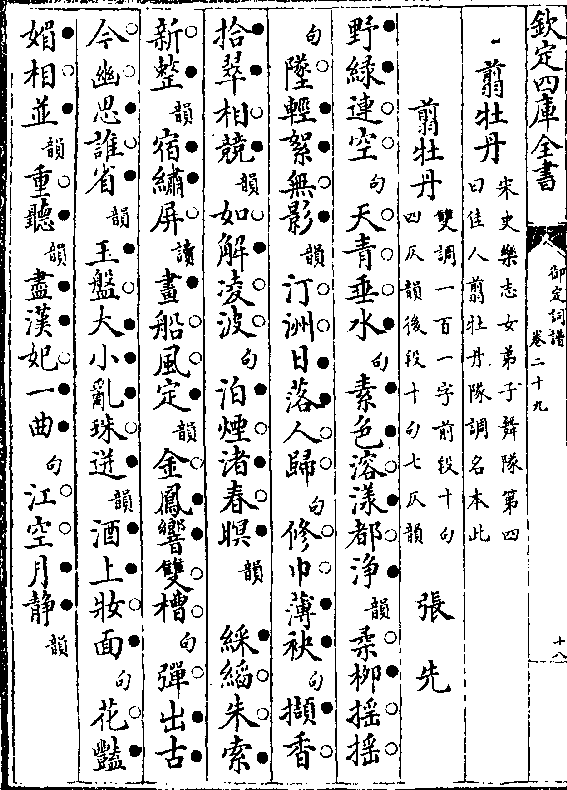 欽定四庫全書
御定詞譜
卷二十九
十八
翦牡丹
宋史樂志女弟子舞隊第四
曰佳人翦牡丹隊調名本此
翦牡丹
雙調一百一字前段十句
四仄韻後段十句七仄韻
張先
野綠連空句天青垂水句素色溶漾都浄韻柔栁揺揺
句墜輕絮無影韻汀洲日落人歸句修巾薄袂句擷香
拾翠相競韻如解凌波句泊煙渚春暝韻 綵縚朱索
新整韻宿繡屏讀畫船風定韻金鳳響雙槽句彈出古
今幽思誰省韻玉盤大小亂珠迸韻酒上妝面句花豔
媚相並韻重聽韻盡漢妃一曲句江空月静韻